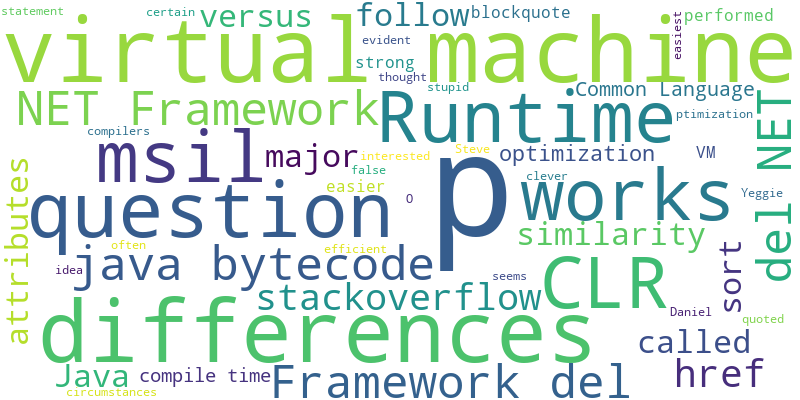 statement certain versus follow blockquote performed
virtual machine
evident strong thought easiest
NET Framework Runtime stupid Common Language
ptimization
compilers msil major interested Steve optimization VM
del NET
false clever
attributes question easier O p works Yeggie
often efficient similarity
idea java bytecode seems sort
stackoverflow CLR Daniel quoted
differences called
Java compile time Framework del href
circumstances